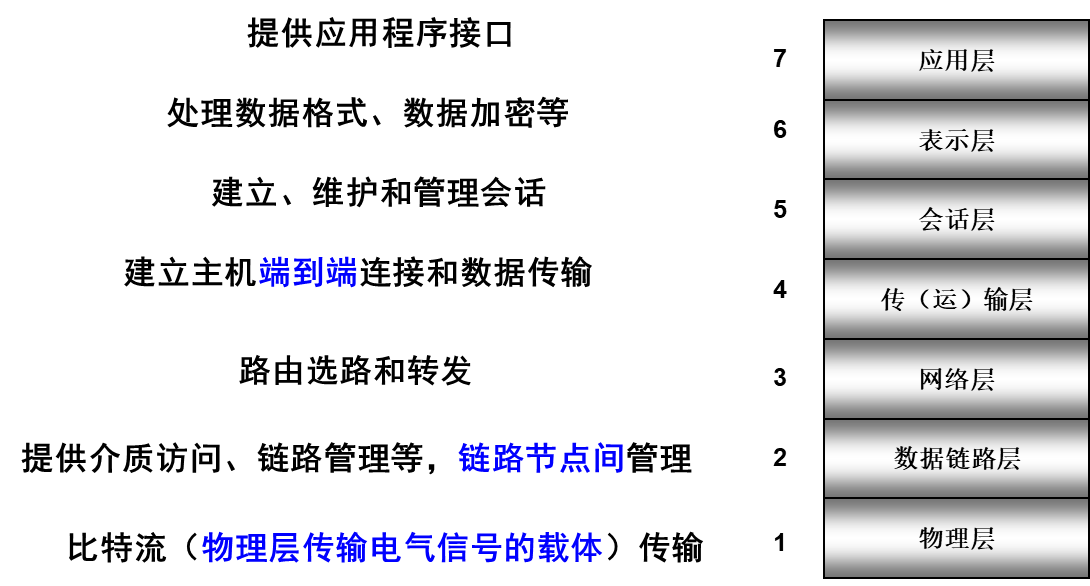 提供应用程序接口
7
应用层
处理数据格式、数据加密等
6
表示层
建立、维护和管理会话
5
会话层
建立主机端到端连接和数据传输
4
传（运）输层
路由选路和转发
3
网络层
提供介质访问、链路管理等，链路节点间管理
2
数据链路层
比特流（物理层传输电气信号的载体）传输
1
物理层